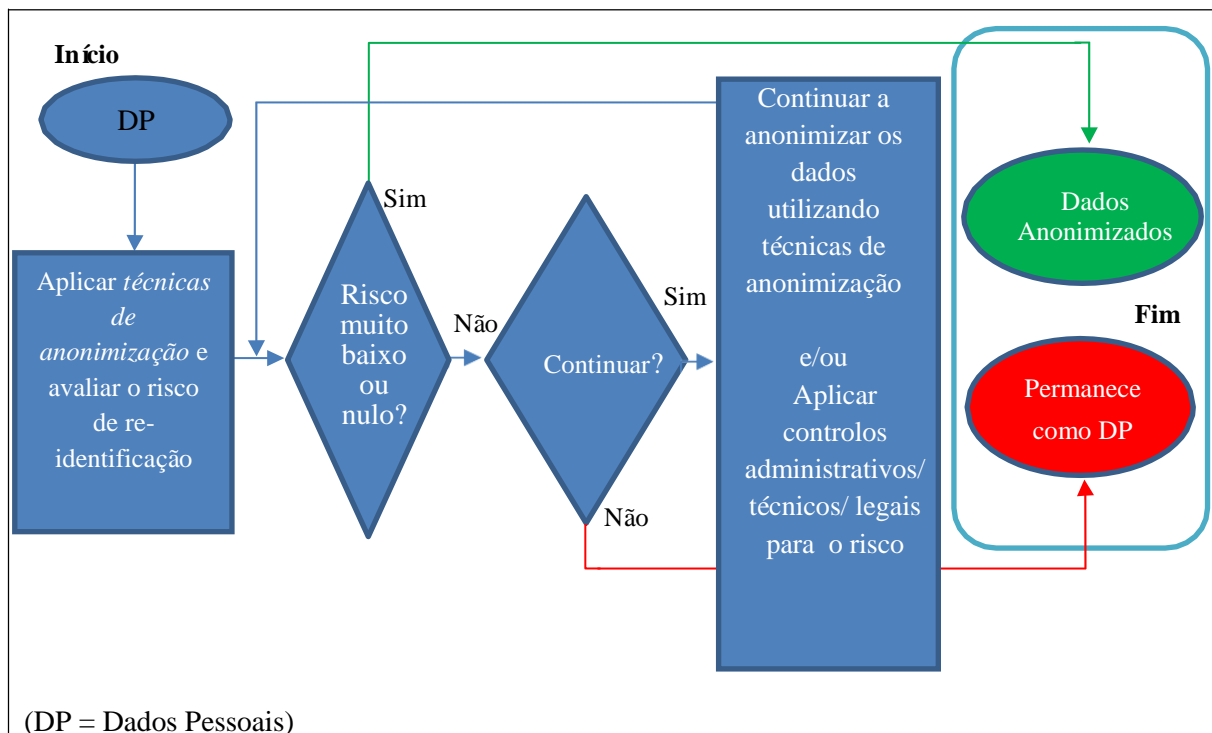 Início
DP
Aplicar técnicas
de
anonimização e
avaliar o risco
de re-
identificação
Sim
Risco
muito
baixo
ou
nulo?
Não
Continuar?
Sim
Não
Continuar a
anonimizar os
dados
utilizando
técnicas de
anonimização
e/ou
Aplicar
controlos
administrativos/
técnicos/ legais
para o risco
Dados
Anonimizados
Fim
Permanece
como DP
(DP = Dados Pessoais)